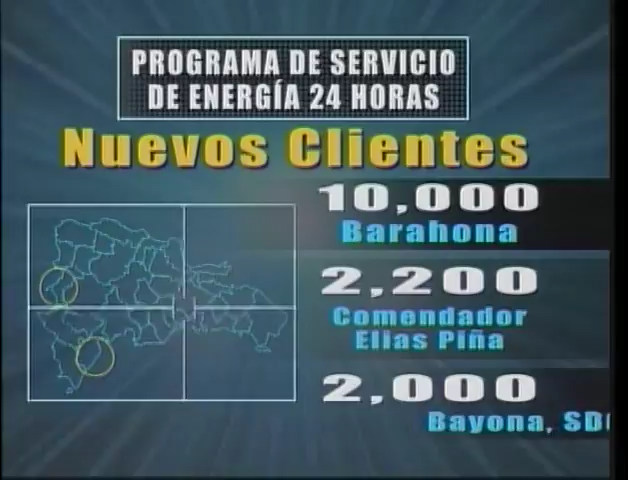 PROGRAMA DE SERVICIO
DE ENERGÍA 24 HORAS
Nuevos Clientes
10,000
Barahona
2,200
Comendador
Elias Piña
2,000
Bayona,